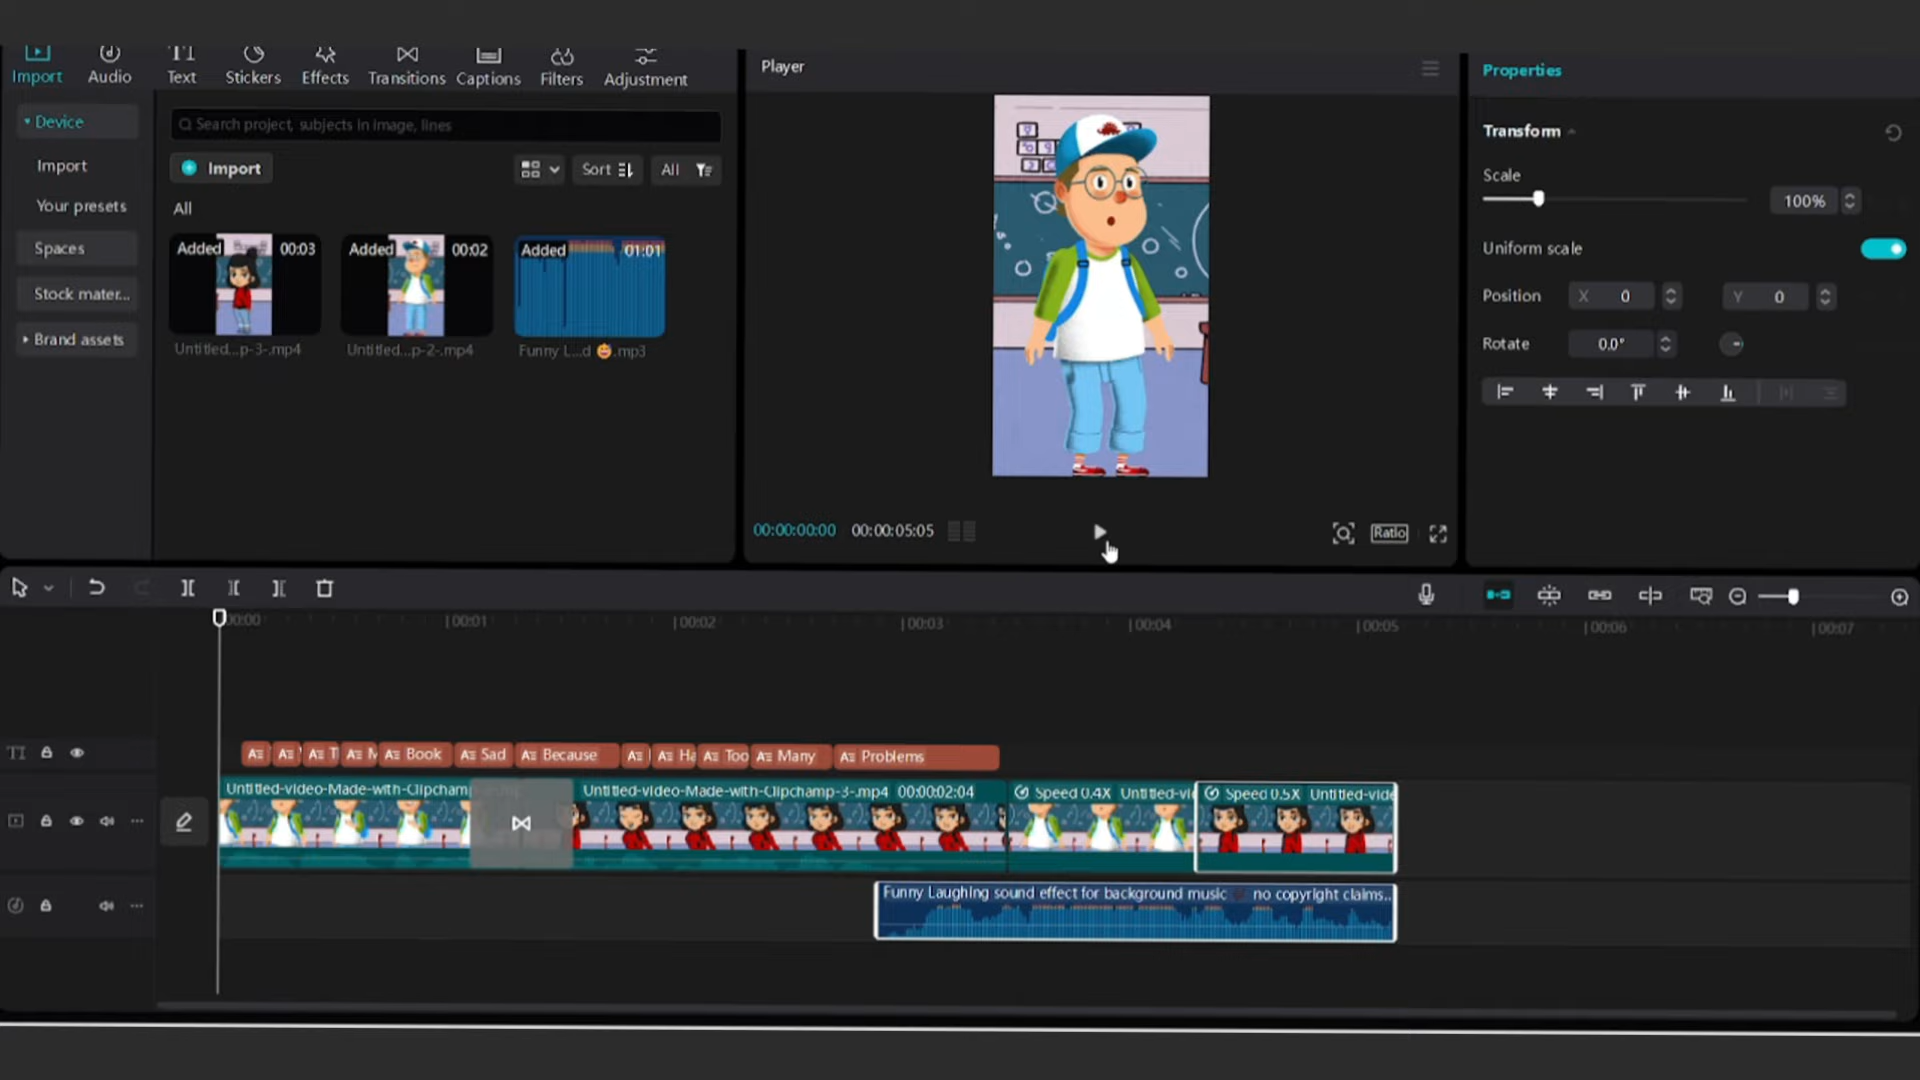 Import
Audio
Text
Stickers
Effects
Transitions
Captions
Filters
Adjustment
Player
Properties
Device
Import
Your presets
Spaces
Stock mater...
Brand assets
Search project, subjects in image, lines
Import
Sort
All
All
Added 00:03
Added 00:02
Added 01:01
Untitled...p-3-.mp4
Untitled...p-2-.mp4
Funny L...d 😅.mp3
00:00:00:00 00:00:05:05
Ratio
Transform
Scale
100%
Uniform scale
Position
X 0
Y 0
Rotate
0.0°
00:00
00:01
00:02
00:03
00:04
00:05
00:06
00:07
Book
Sad
Because
Too
Many
Problems
Untitled-video-Made-with-Clipchamp
Untitled-video-Made-with-Clipchamp-3-.mp4 00:00:02:04
Speed 0.4X Untitled-vi
Speed 0.5X Untitled-vide
Funny Laughing sound effect for background music no copyright claims..